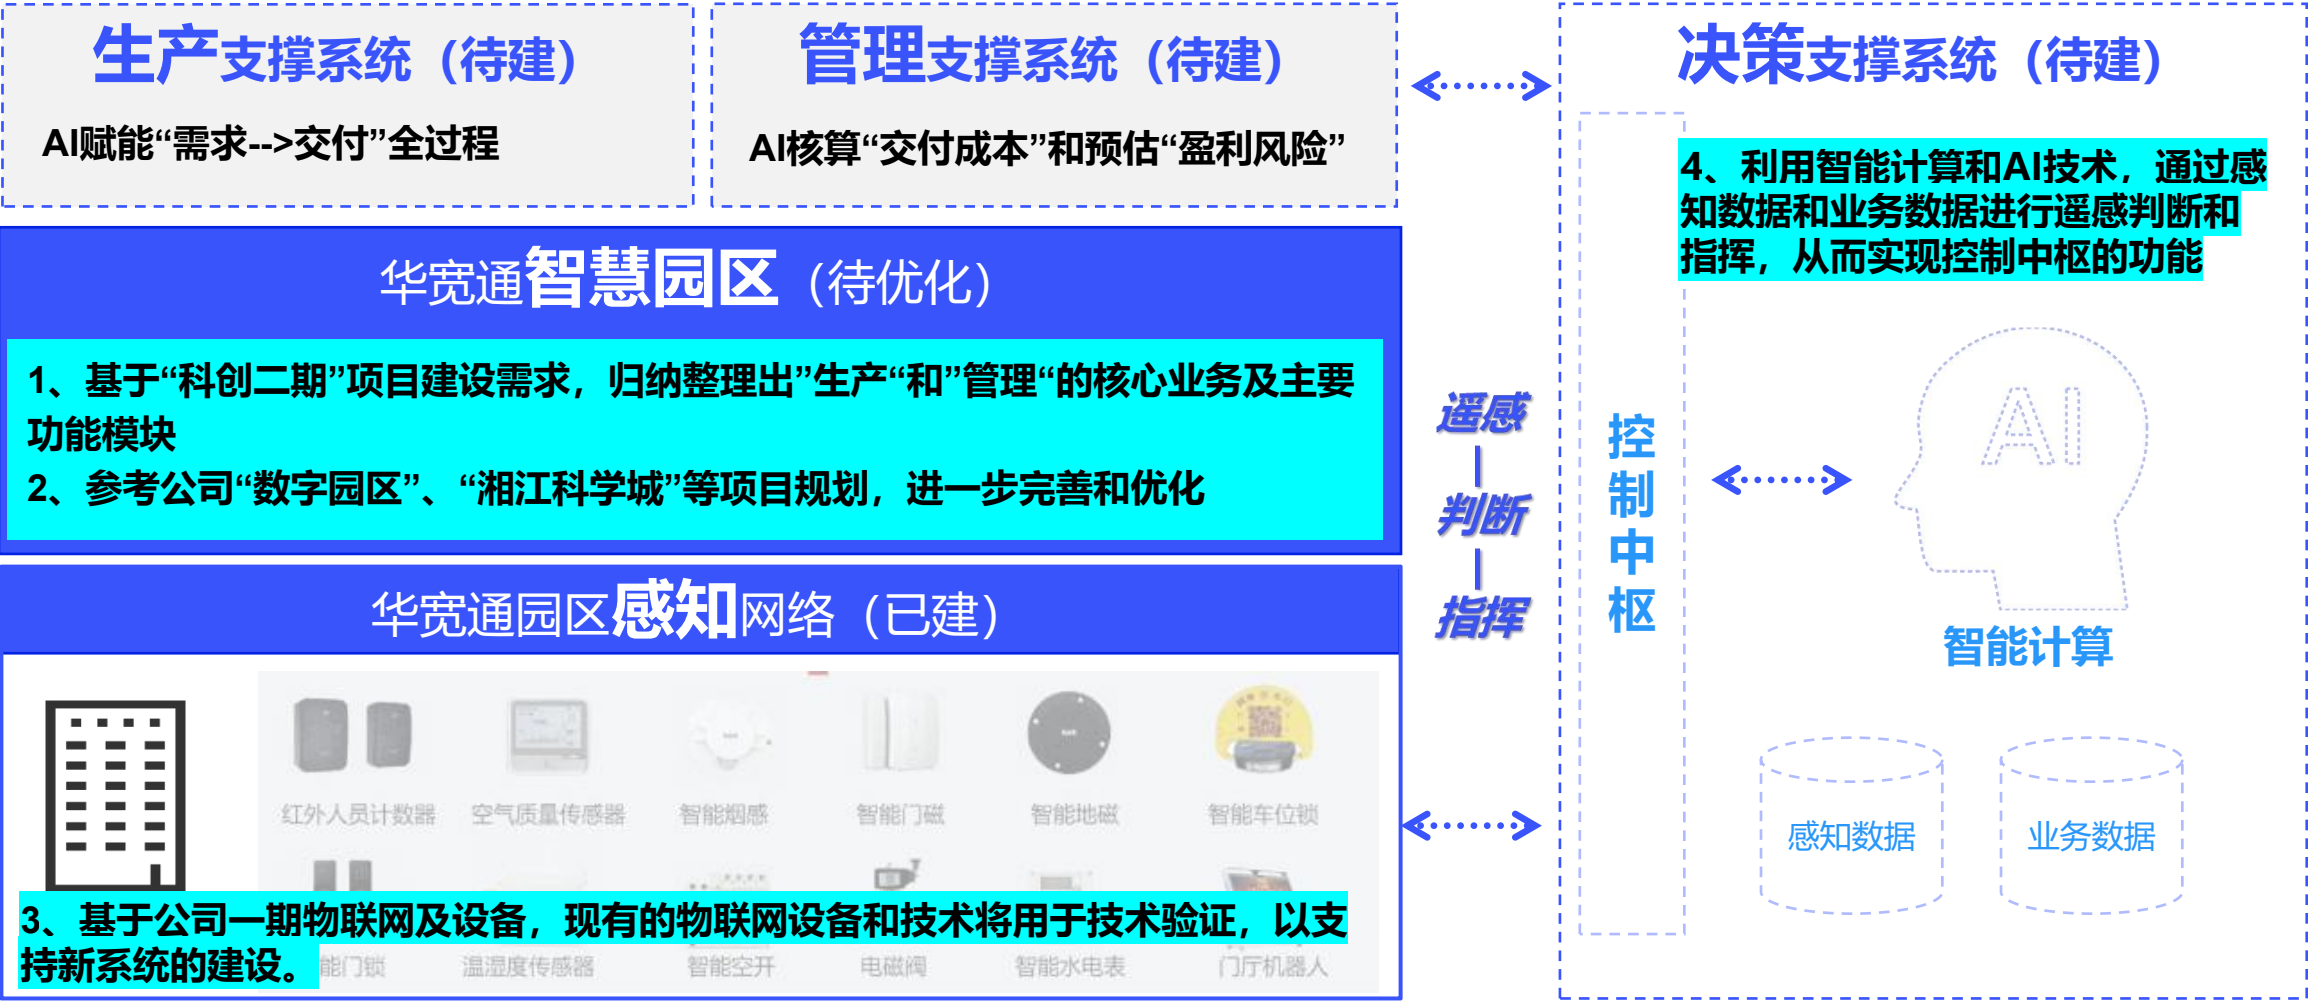 生产支撑系统（待建）
AI赋能“需求-->交付”全过程
管理支撑系统（待建）
AI核算“交付成本”和预估“盈利风险”
华宽通智慧园区（待优化）
1、基于“科创二期”项目建设需求，归纳整理出”生产“和”管理“的核心业务及主要
功能模块
2、参考公司“数字园区”、“湘江科学城”等项目规划，进一步完善和优化
华宽通园区感知网络（已建）
红外人员计数器
空气质量传感器
智能烟感
智能门磁
智能地磁
智能车位锁
3、基于公司一期物联网及设备，现有的物联网设备和技术将用于技术验证，以支
持新系统的建设。
能门锁
温湿度传感器
智能空开
电磁阀
智能水电表
门厅机器人
遥感
判断
指挥
决策支撑系统（待建）
4、利用智能计算和AI技术，通过感
知数据和业务数据进行遥感判断和
指挥，从而实现控制中枢的功能
控制中枢
AI
智能计算
感知数据
业务数据